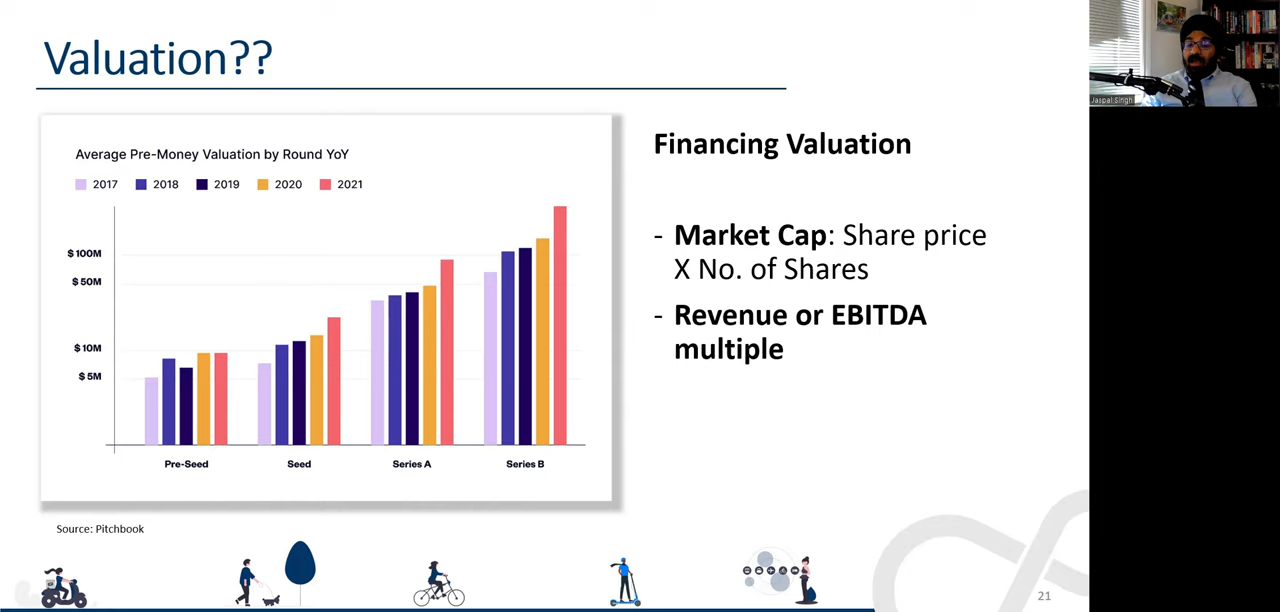 Valuation??
Average Pre-Money Valuation by Round YoY
2017 2018 2019 2020 2021
$ 100M
$ 50M
$ 10M
$ 5M
Pre-Seed Seed Series A Series B
Source: Pitchbook
Financing Valuation
- Market Cap: Share price
X No. of Shares
- Revenue or EBITDA
multiple
21
Jaspal Singh